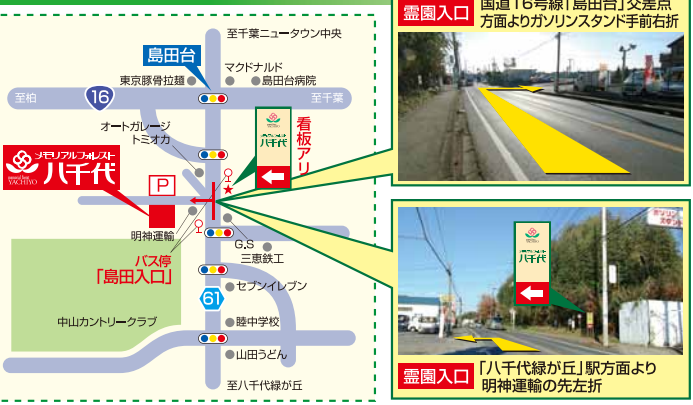 至千葉ニュータウン中央
島田台
マクドナルド
東京豚骨拉麺
島田台病院
至柏
16
至千葉
オートガレージ
トミオカ
看板アリ
八千代
メモリアルフォレスト
八千代
YACHIYO
P
明神運輸
G.S
三恵鉄工
バス停
「島田入口」
61
セブンイレブン
中山カントリークラブ
睦中学校
山田うどん
至八千代緑が丘
霊園入口
国道16号線「島田台」交差点
方面よりガソリンスタンド手前右折
八千代
霊園入口
「八千代緑が丘」駅方面より
明神運輸の先左折